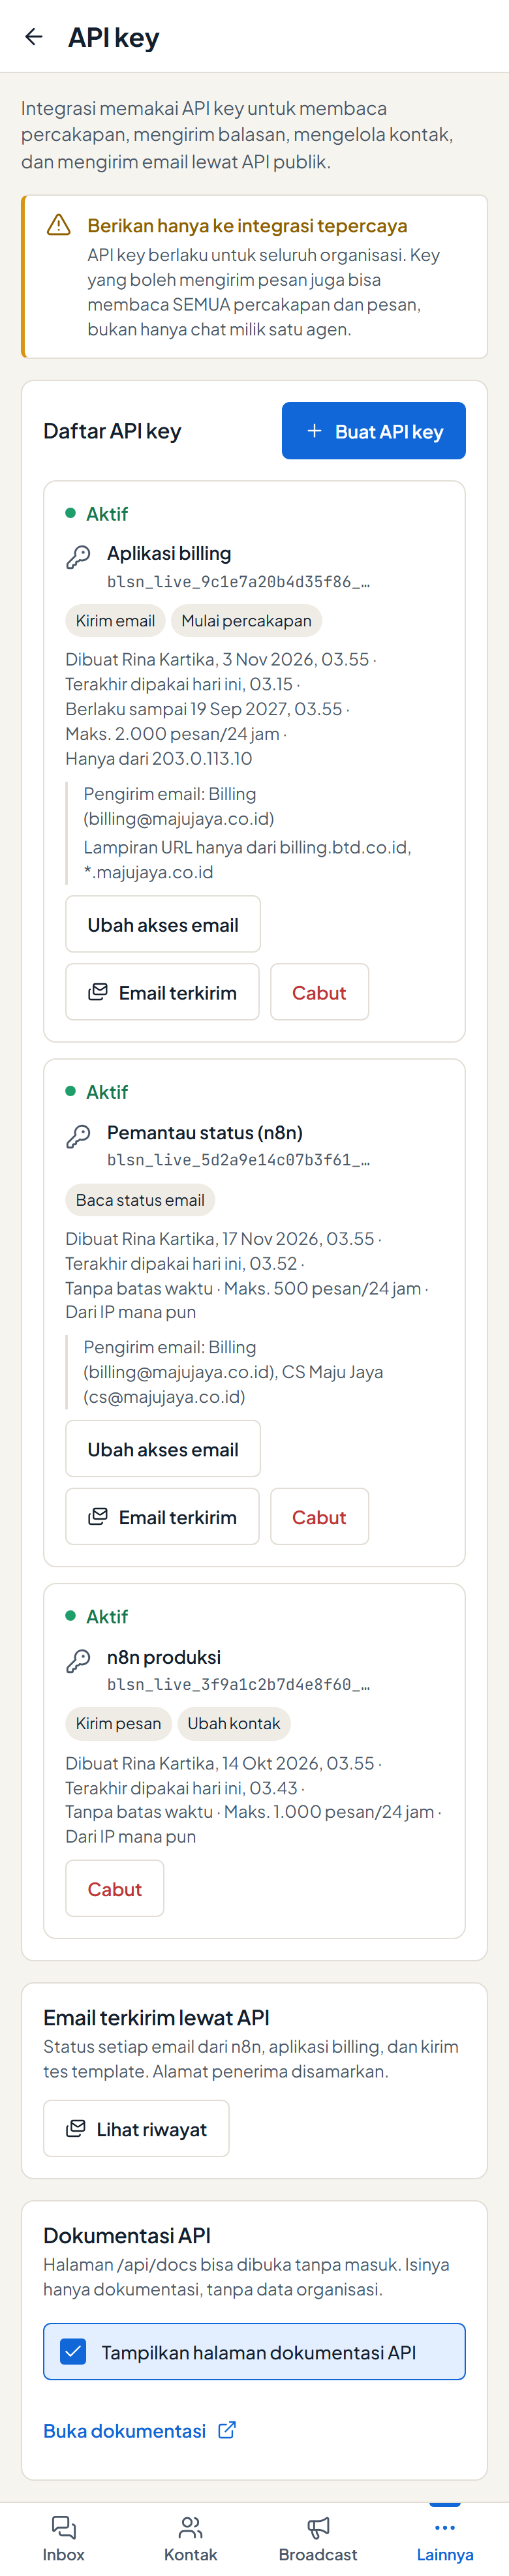 API key
Integrasi memakai API key untuk membaca
percakapan, mengirim balasan, mengelola kontak,
dan mengirim email lewat API publik.
Berikan hanya ke integrasi tepercaya
API key berlaku untuk seluruh organisasi. Key
yang boleh mengirim pesan juga bisa
membaca SEMUA percakapan dan pesan,
bukan hanya chat milik satu agen.
Daftar API key
Buat API key
Aktif
Aplikasi billing
blsn_live_9c1e7a20b4d35f86_…
Kirim email
Mulai percakapan
Dibuat Rina Kartika, 3 Nov 2026, 03.55 ·
Terakhir dipakai hari ini, 03.15 ·
Berlaku sampai 19 Sep 2027, 03.55 ·
Maks. 2.000 pesan/24 jam ·
Hanya dari 203.0.113.10
Pengirim email: Billing
(billing@majujaya.co.id)
Lampiran URL hanya dari billing.btd.co.id,
*.majujaya.co.id
Ubah akses email
Email terkirim
Cabut
Aktif
Pemantau status (n8n)
blsn_live_5d2a9e14c07b3f61_…
Baca status email
Dibuat Rina Kartika, 17 Nov 2026, 03.55 ·
Terakhir dipakai hari ini, 03.52 ·
Tanpa batas waktu · Maks. 500 pesan/24 jam ·
Dari IP mana pun
Pengirim email: Billing
(billing@majujaya.co.id), CS Maju Jaya
(cs@majujaya.co.id)
Ubah akses email
Email terkirim
Cabut
Aktif
n8n produksi
blsn_live_3f9a1c2b7d4e8f60_…
Kirim pesan
Ubah kontak
Dibuat Rina Kartika, 14 Okt 2026, 03.55 ·
Terakhir dipakai hari ini, 03.43 ·
Tanpa batas waktu · Maks. 1.000 pesan/24 jam ·
Dari IP mana pun
Cabut
Email terkirim lewat API
Status setiap email dari n8n, aplikasi billing, dan kirim
tes template. Alamat penerima disamarkan.
Lihat riwayat
Dokumentasi API
Halaman /api/docs bisa dibuka tanpa masuk. Isinya
hanya dokumentasi, tanpa data organisasi.
Tampilkan halaman dokumentasi API
Buka dokumentasi
Inbox
Kontak
Broadcast
Lainnya